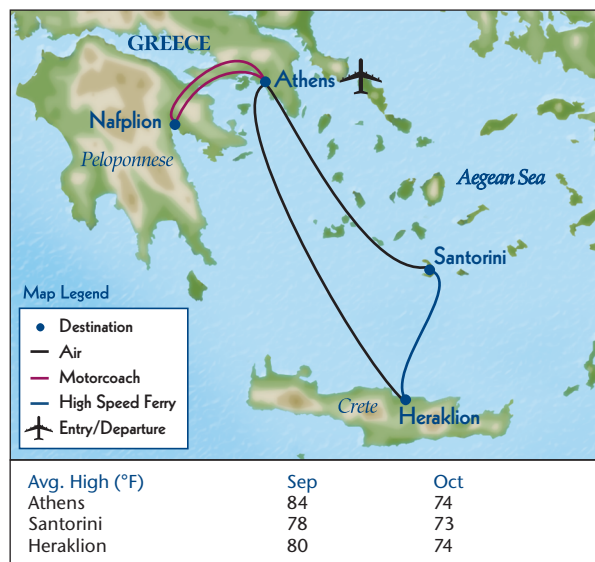 GREECE
Athens
Nafplion
Peloponnese
Aegean Sea
Santorini
Map Legend
Destination
Air
Motorcoach
High Speed Ferry
Entry/Departure
Crete
Heraklion
Avg. High (°F) Sep Oct
Athens 84 74
Santorini 78 73
Heraklion 80 74